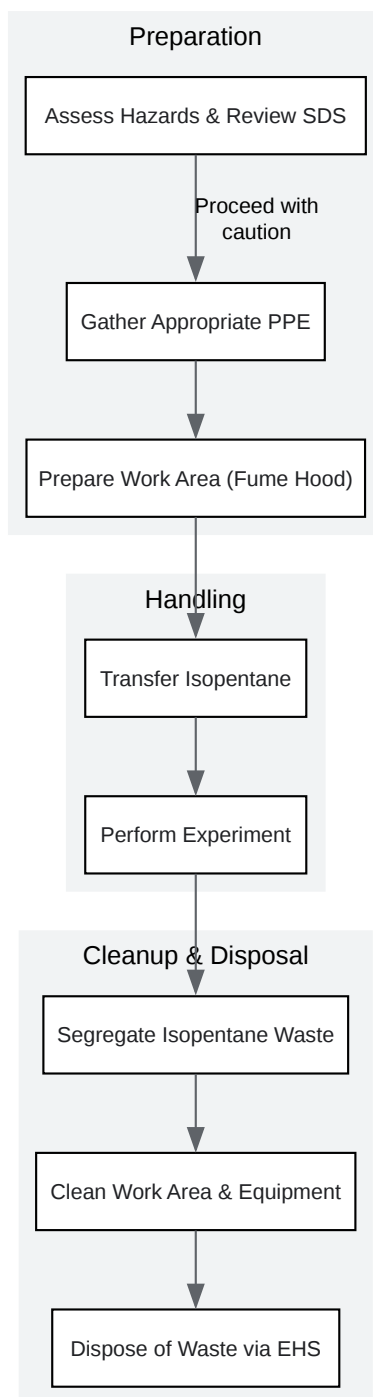 Preparation
Assess Hazards & Review SDS
Proceed with
caution
Gather Appropriate PPE
Prepare Work Area (Fume Hood)
Handling
Transfer Isopentane
Perform Experiment
Cleanup & Disposal
Segregate Isopentane Waste
Clean Work Area & Equipment
Dispose of Waste via EHS